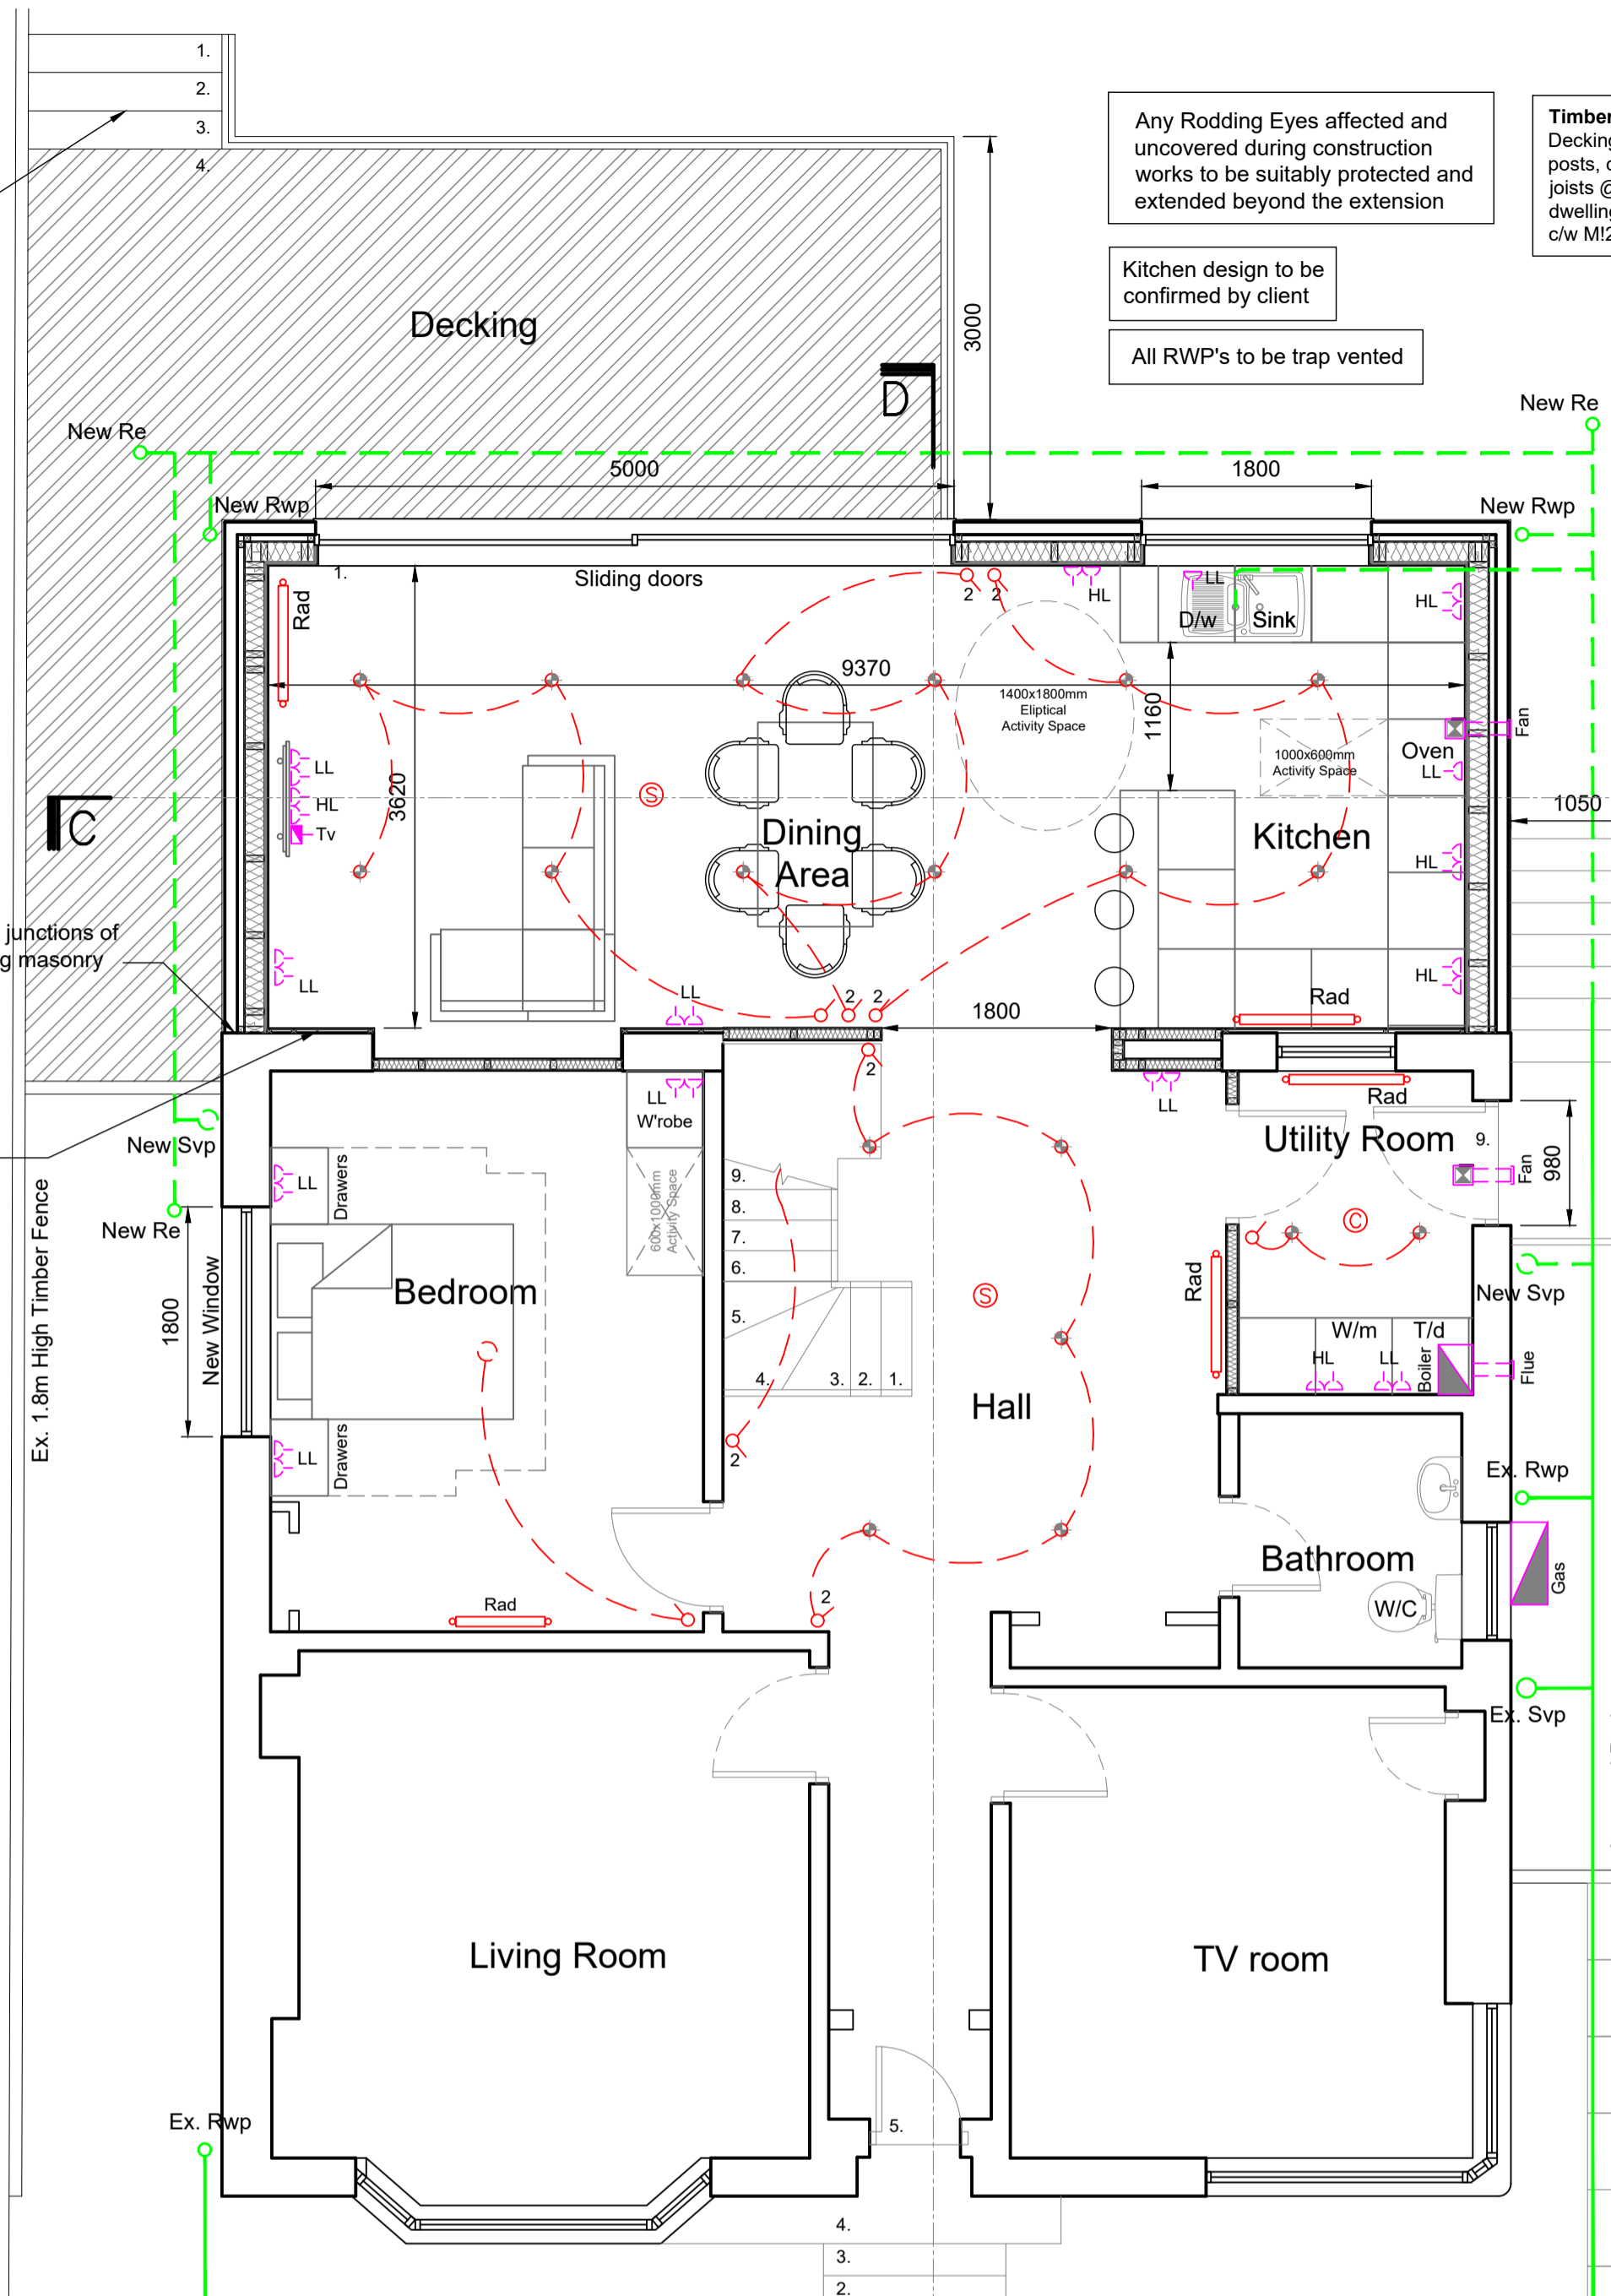 1.
2.
3.
4.
Any Rodding Eyes affected and
uncovered during construction
works to be suitably protected and
extended beyond the extension
Timber
Decking
posts,
joists @
dwelling
c/w M!2
Kitchen design to be
confirmed by client
All RWP's to be trap vented
Decking
3000
D
New Re
New Re
5000
1800
New Rwp
New Rwp
1.
Sliding doors
Rad
2
2
HL
LL
D/w
Sink
HL
9370
1400x1800mm
Eliptical
Activity Space
1160
1000x600mm
Activity Space
Oven
LL
Fan
LL
HL
Tv
3620
S
C
Dining
Area
Kitchen
1050
HL
junctions of
g masonry
LL
LL
2
2
1800
Rad
HL
2
LL
W'robe
LL
Rad
Utility Room
9.
980
Fan
New Svp
LL
Drawers
600x1000mm
Activity Space
9.
8.
7.
6.
5.
4.
3.
2.
1.
C
New Re
Ex. 1.8m High Timber Fence
1800
New Window
Bedroom
S
Rad
New Svp
W/m
T/d
HL
LL
Boiler
Flue
Hall
LL
Drawers
2
Ex. Rwp
Bathroom
Gas
Rad
2
W/C
Ex. Svp
Living Room
TV room
Ex. Rwp
5.
4.
3.
2.